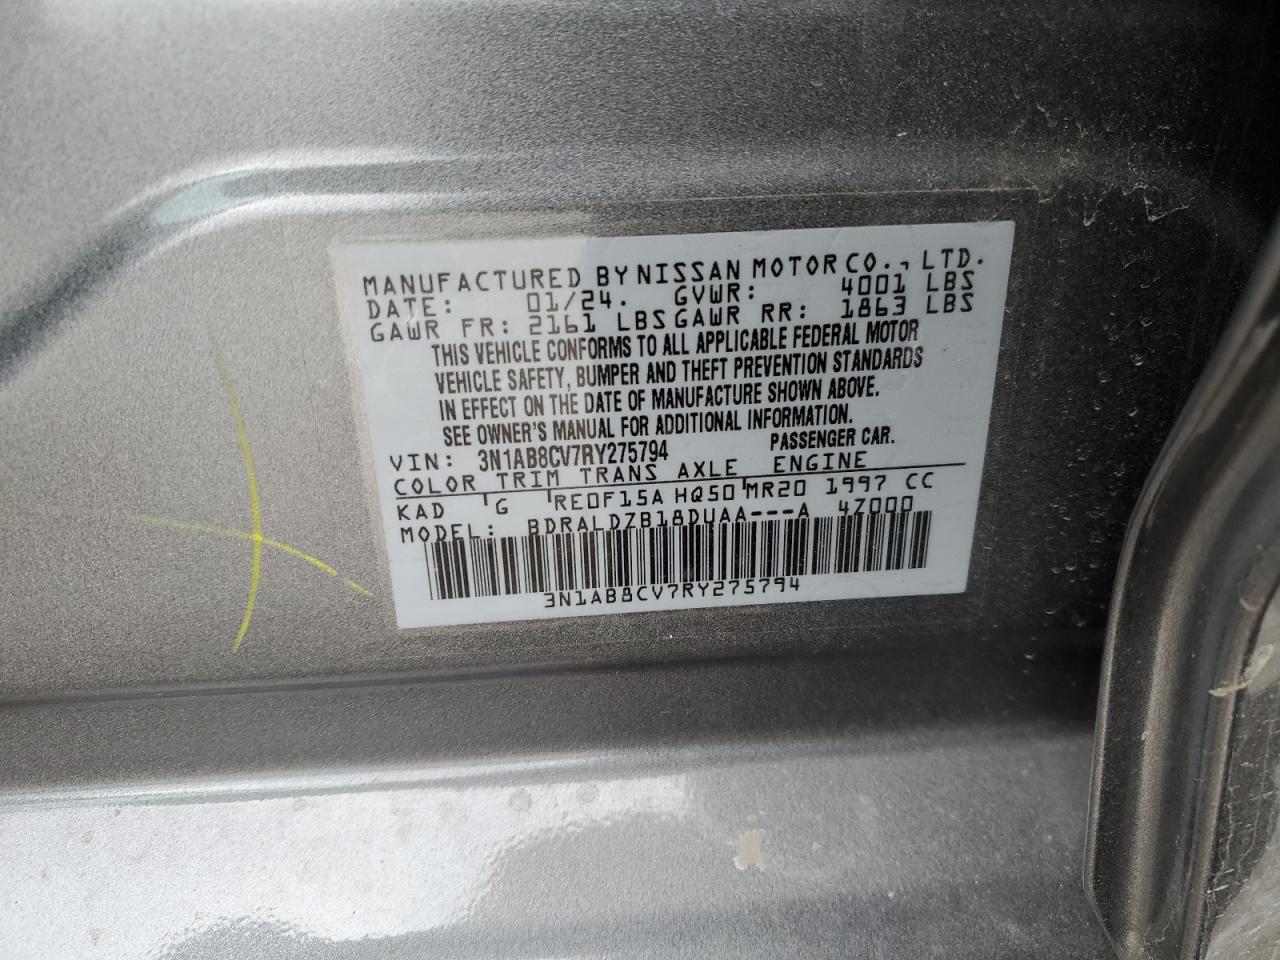 MANUFACTURED BY NISSAN MOTOR CO., LTD.
DATE: 01/24. GVWR: 4001 LBS
GAWR FR: 2161 LBS GAWR RR: 1863 LBS
THIS VEHICLE CONFORMS TO ALL APPLICABLE FEDERAL MOTOR
VEHICLE SAFETY, BUMPER AND THEFT PREVENTION STANDARDS
IN EFFECT ON THE DATE OF MANUFACTURE SHOWN ABOVE.
SEE OWNER'S MANUAL FOR ADDITIONAL INFORMATION.
VIN: 3N1AB8CV7RY275794 PASSENGER CAR.
COLOR TRIM TRANS AXLE ENGINE
KAD G RE0F15A HQ50 MR20 1997 CC
MODEL: BDRALDZB18DUAA---A 4Z000
3N1AB8CV7RY275794